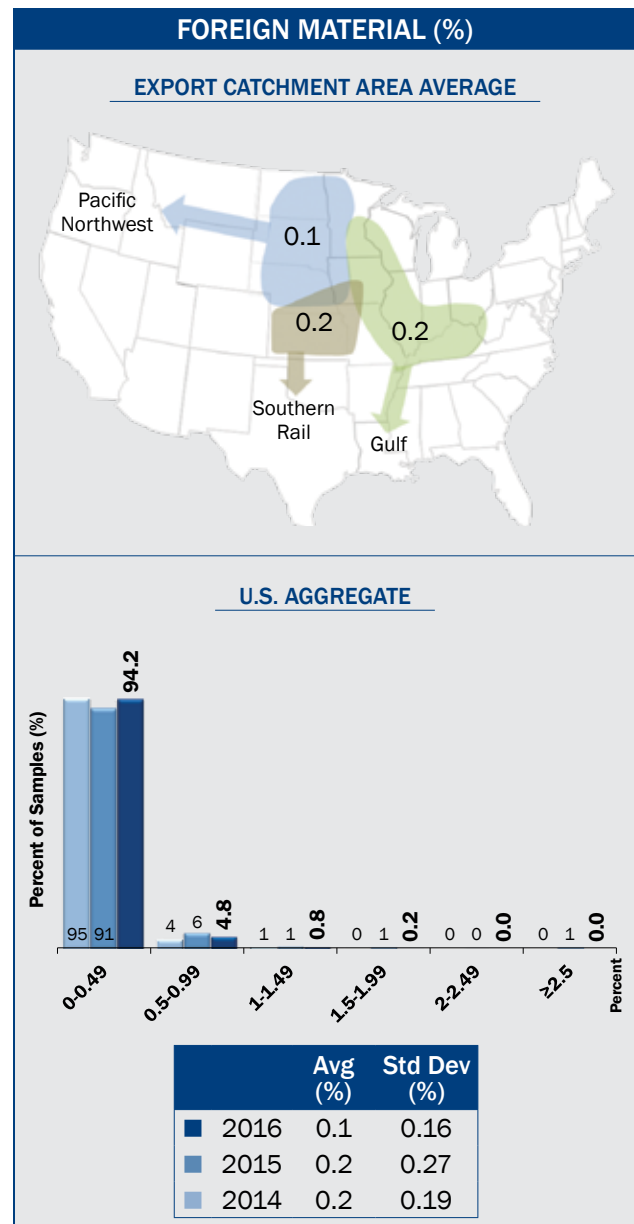 FOREIGN MATERIAL (%)
EXPORT CATCHMENT AREA AVERAGE
Pacific
Northwest
0.1
0.2
0.2
Southern
Rail
Gulf
U.S. AGGREGATE
Percent of Samples (%)
95 91 94.2
4 6 4.8
1 1 0.8
0 1 0.2
0 0 0.0
0 1 0.0
0-0.49 0.5-0.99 1-1.49 1.5-1.99 2-2.49 ≥2.5 Percent
Avg Std Dev
(%) (%)
2016 0.1 0.16
2015 0.2 0.27
2014 0.2 0.19